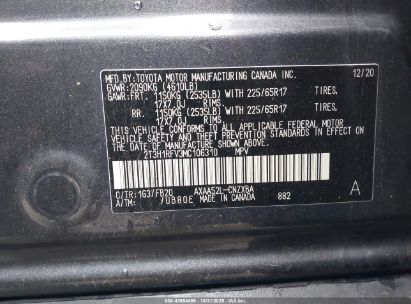 MFD. BY: TOYOTA MOTOR MANUFACTURING CANADA INC. 12/20
GVWR: 2090KG (4610LB)
GAWR: FRT. 1150KG (2535LB) WITH 225/65R17 TIRES,
17X7.0J RIMS,
RR. 1150KG (2535LB) WITH 225/65R17 TIRES,
17X7.0J RIMS,
THIS VEHICLE CONFORMS TO ALL APPLICABLE FEDERAL MOTOR
VEHICLE SAFETY STANDARDS IN EFFECT ON THE DATE OF
MANUFACTURE SHOWN ABOVE.
2T3H1RFV3MC106310 MPV
C/TR: 1G3/FB20 AXAA52L-CNZXBA A
A/TM: /UB80E MADE IN CANADA 882